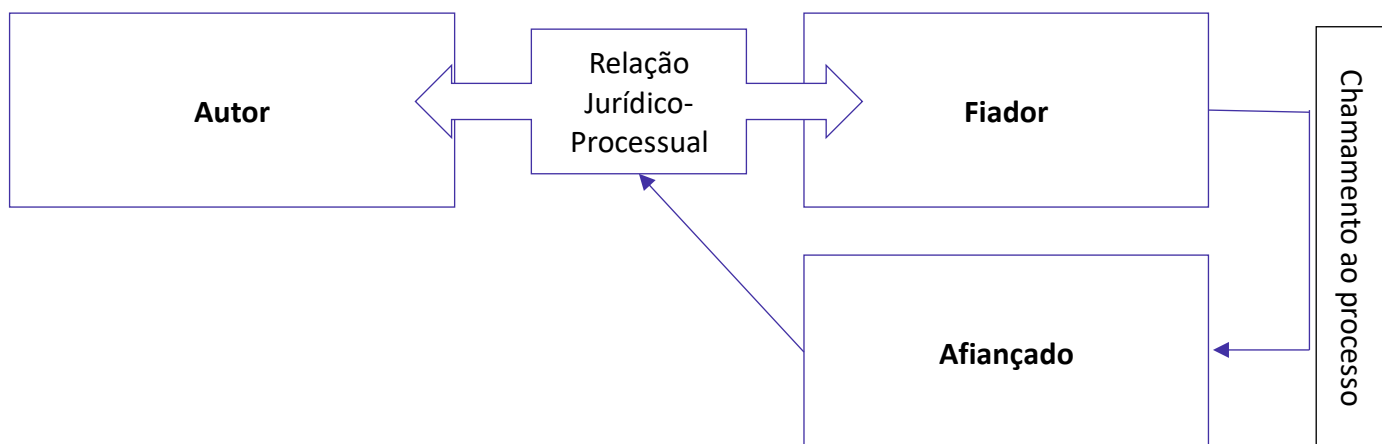 Autor
Relação
Jurídico-
Processual
Fiador
Chamamento ao processo
Afiançado